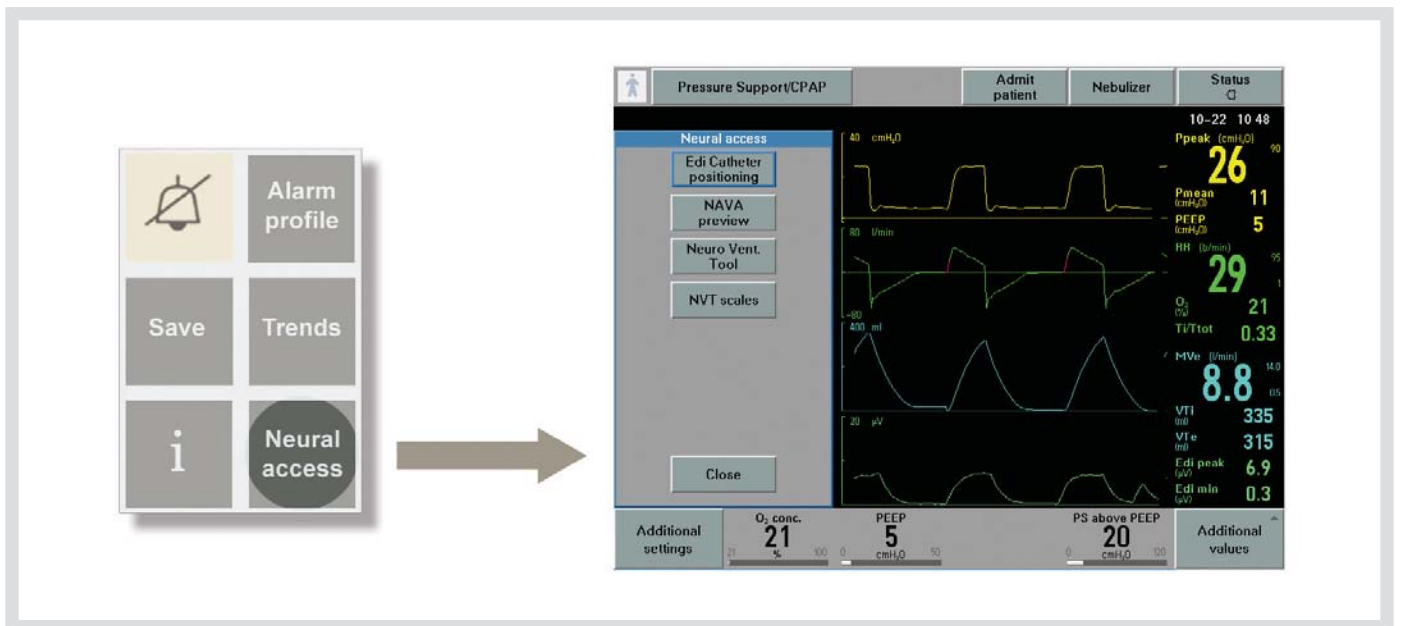 Alarm
profile
Save
Trends
i
Neural
access
Pressure Support/CPAP
Admit
patient
Nebulizer
Status
10-22 10 48
Neural access
Edi Catheter
positioning
NAVA
preview
Neuro Vent.
Tool
NVT scales
Close
40 cmH₂O
80 l/min
-80
400 ml
20 µV
Ppeak (cmH₂O)
26 90
Pmean
(cmH₂O) 11
PEEP
(cmH₂O) 5
RR (b/min)
29 95
1
O₂
(%) 21
Ti/Ttot 0.33
MVe (l/min)
8.8 14.0
0.5
VTi
(ml) 335
VTe
(ml) 315
Edi peak
(µV) 6.9
Edi min
(µV) 0.3
Additional
settings
O₂ conc.
21
21 % 100
PEEP
5
0 cmH₂O 50
PS above PEEP
20
0 cmH₂O 120
Additional
values